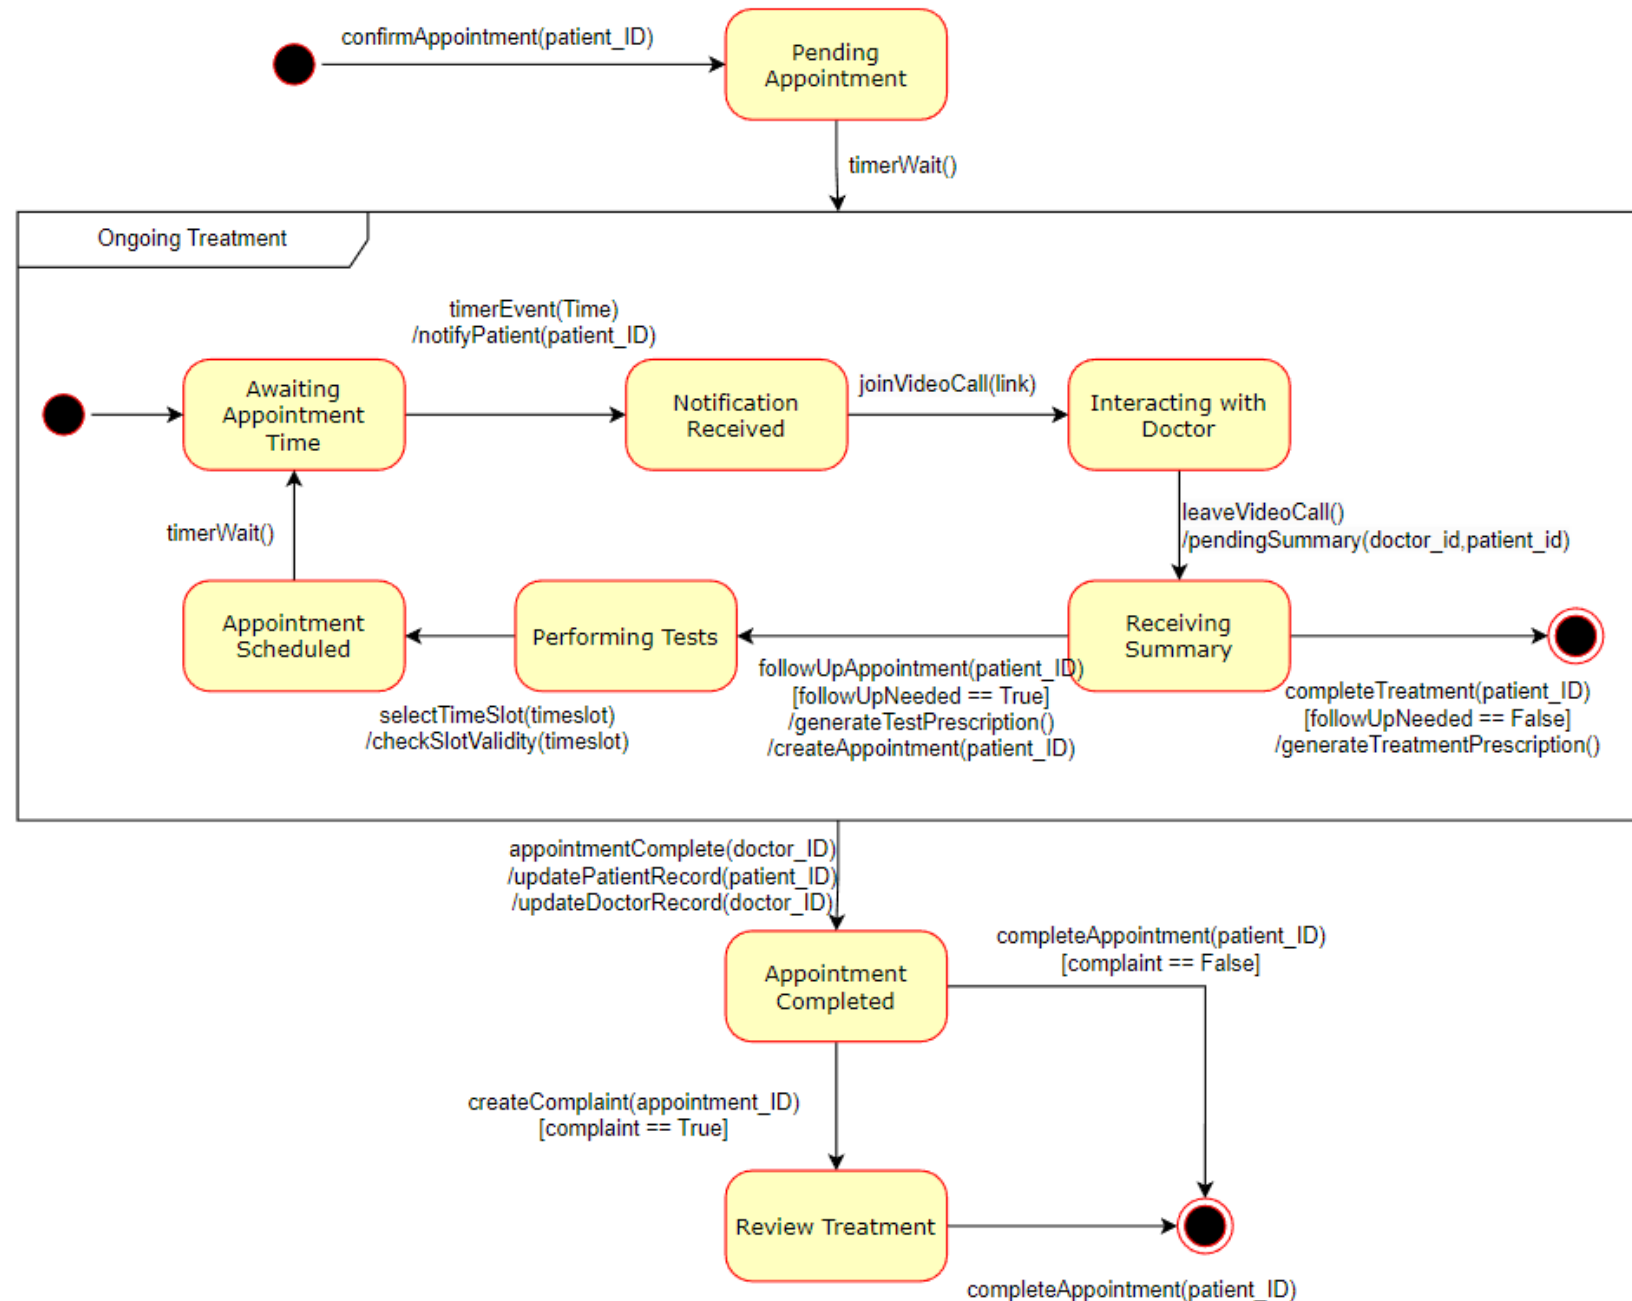 confirmAppointment(patient_ID)
Pending
Appointment
timerWait()
Ongoing Treatment
timerEvent(Time)
/notifyPatient(patient_ID)
Awaiting
Appointment
Time
Notification
Received
joinVideoCall(link)
Interacting with
Doctor
timerWait()
leaveVideoCall()
/pendingSummary(doctor_id,patient_id)
Appointment
Scheduled
Performing Tests
Receiving
Summary
selectTimeSlot(timeslot)
/checkSlotValidity(timeslot)
followUpAppointment(patient_ID)
[followUpNeeded == True]
/generateTestPrescription()
/createAppointment(patient_ID)
completeTreatment(patient_ID)
[followUpNeeded == False]
/generateTreatmentPrescription()
appointmentComplete(doctor_ID)
/updatePatientRecord(patient_ID)
/updateDoctorRecord(doctor_ID)
Appointment
Completed
completeAppointment(patient_ID)
[complaint == False]
createComplaint(appointment_ID)
[complaint == True]
Review Treatment
completeAppointment(patient_ID)